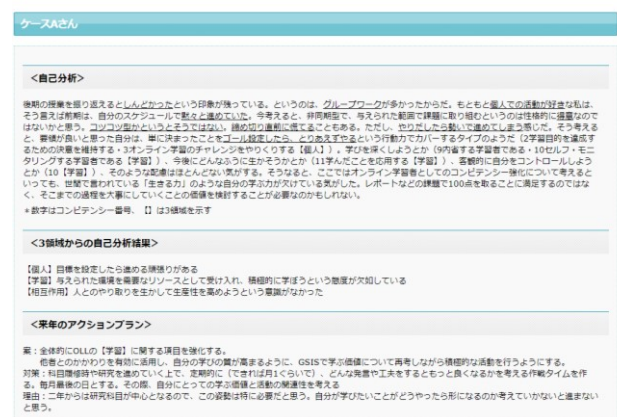 ケースAさん
<自己分析>
後期の授業を振り返えるとしんどかったという印象が残っている。というのは、グループワークが多かったからだ。もともと個人での活動が好きな私は、
そう言えば前期は、自分のスケジュールで黙々と進めていた。今考えると、非同期型で、与えられた範囲で課題に取り組むというのは性格的に得意なので
はないかと思う。コツコツ型かというとそうではない。締め切り直前に慌てることもある。ただし、やりだしたら勢いで進めてしまう感じだ。そう考える
と、要領が良いと思った自分は、単に決まったことをゴール設定したら、とりあえずやるという行動力でカバーするタイプのようだ（2学習目的を達成す
るための決意を維持する・3オンライン学習のチャレンジをやりくりする【個人】）。学びを深くしようとか（9内省する学習者である・10セルフ・モニ
タリングする学習者である【学習】）、今後にどんなふうに生かそうかとか（11学んだことを応用する【学習】）、客観的に自分をコントロールしよう
とか（10【学習】）、そのような配慮はほとんどない気がする。そうなると、ここではオンライン学習者としてのコンピテンシー強化について考えると
いっても、世間で言われている「生きる力」のような自分の学ぶ力が欠けている気がした。レポートなどの課題で100点を取ることに満足するのではな
く、そこまでの過程を大事にしていくことの価値を検討することが必要なのかもしれない。
*数字はコンピテンシー番号、【】は3領域を示す
<3領域からの自己分析結果>
【個人】目標を設定したら進める頑張りがある
【学習】与えられた環境を需要なリソースとして受け入れ、積極的に学ぼうという態度が欠如している
【相互作用】人とのやり取りを生かして生産性を高めようという意識がなかった
<来年のアクションプラン>
案：全体的にOLLの【学習】に関する項目を強化する。
他者とのかかわりを有効に活用し、自分の学びの質が高まるように、GSISで学ぶ価値について再考しながら積極的な活動を行うようにする。
対策：科目履修時や研究を進めていく上で、定期的に（できれば月1くらいで）、どんな発言や工夫をするともっと良くなるかを考える作戦タイムを作
る。毎月最後の日とする。その際、自分にとっての学ぶ価値と活動の関連性を考える
理由：二年からは研究科目が中心となるので、この姿勢は特に必要だと思う。自分が学びたいことがどうやったら形になるのか考えていかないと進まない
と思う。